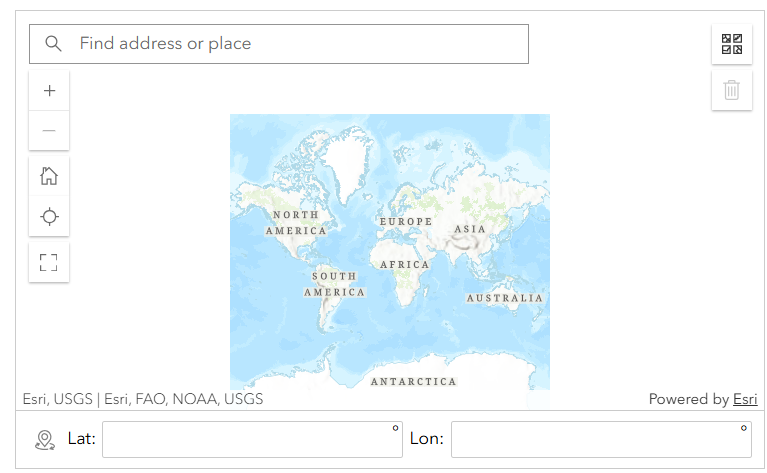 Find address or place
NORTH
AMERICA
EUROPE
ASIA
AFRICA
SOUTH
AMERICA
AUSTRALIA
ANTARCTICA
Esri, USGS | Esri, FAO, NOAA, USGS
Powered by Esri
Lat: °
Lon: °